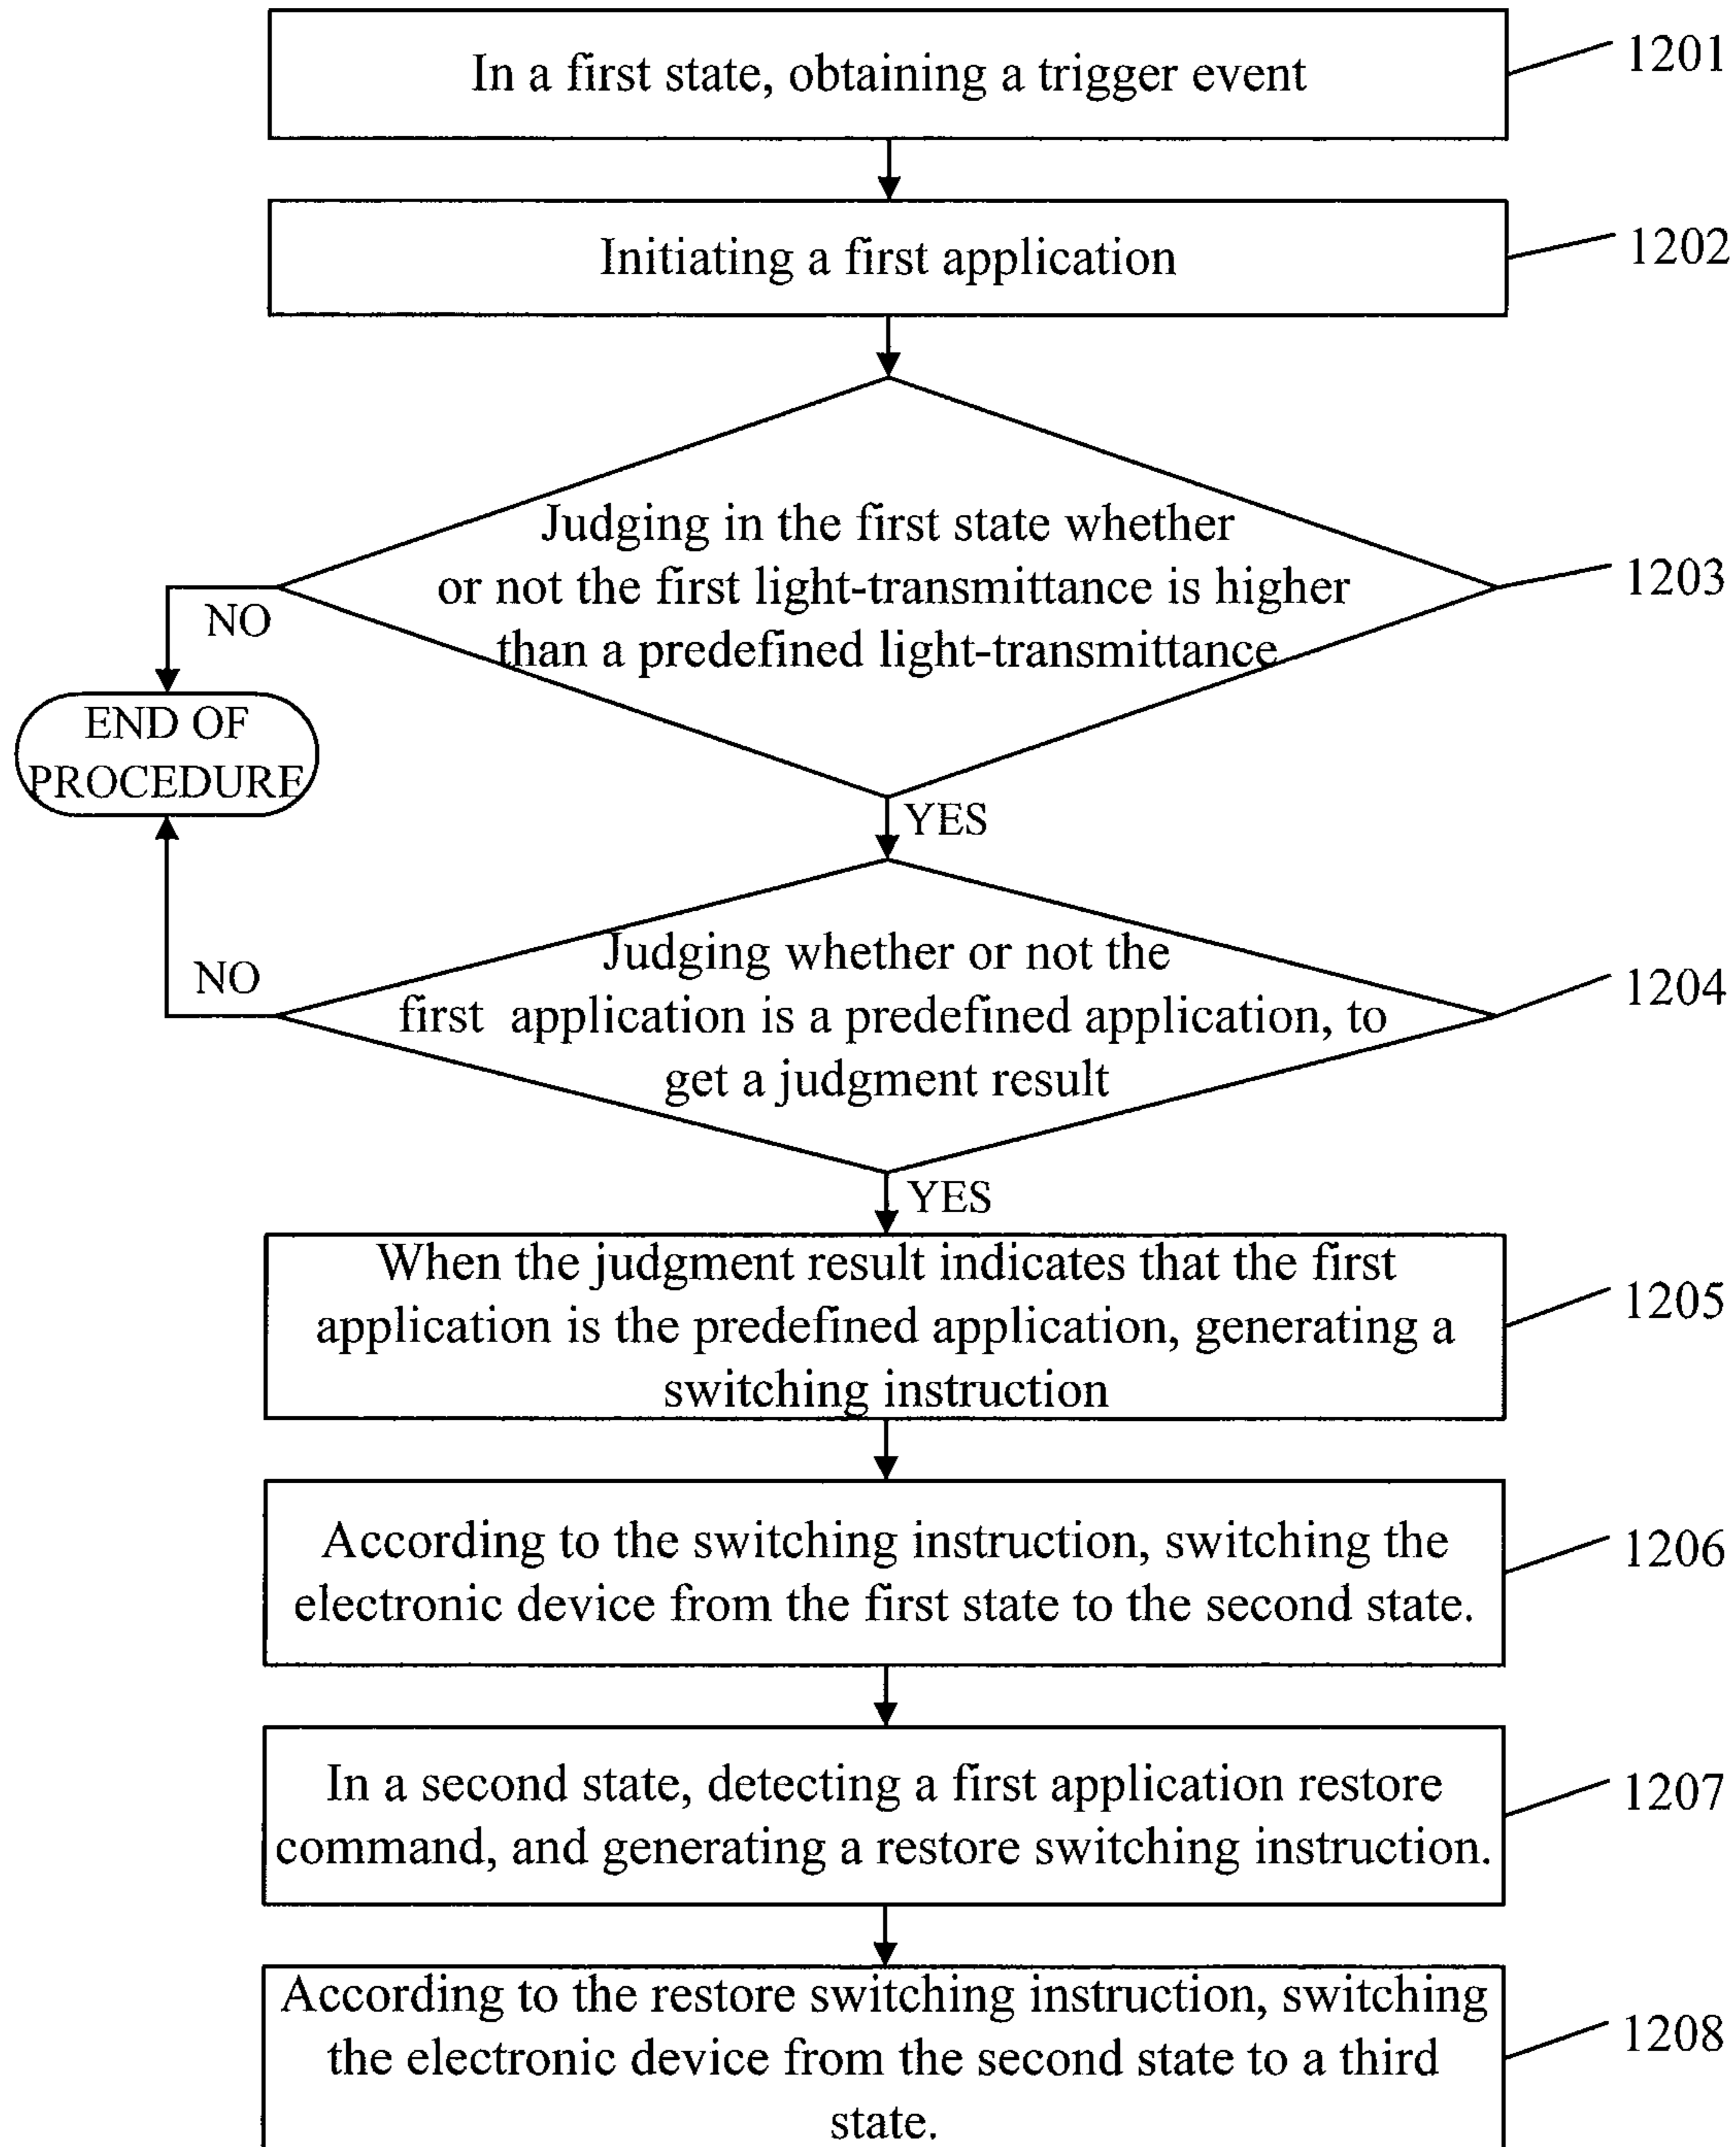 In a first state, obtaining a trigger event
1201
Initiating a first application
1202
Judging in the first state whether
or not the first light-transmittance is higher
than a predefined light-transmittance
1203
NO
END OF
PROCEDURE
YES
Judging whether or not the
first application is a predefined application, to
get a judgment result
1204
NO
YES
When the judgment result indicates that the first
application is the predefined application, generating a
switching instruction
1205
According to the switching instruction, switching the
electronic device from the first state to the second state.
1206
In a second state, detecting a first application restore
command, and generating a restore switching instruction.
1207
According to the restore switching instruction, switching
the electronic device from the second state to a third
state.
1208